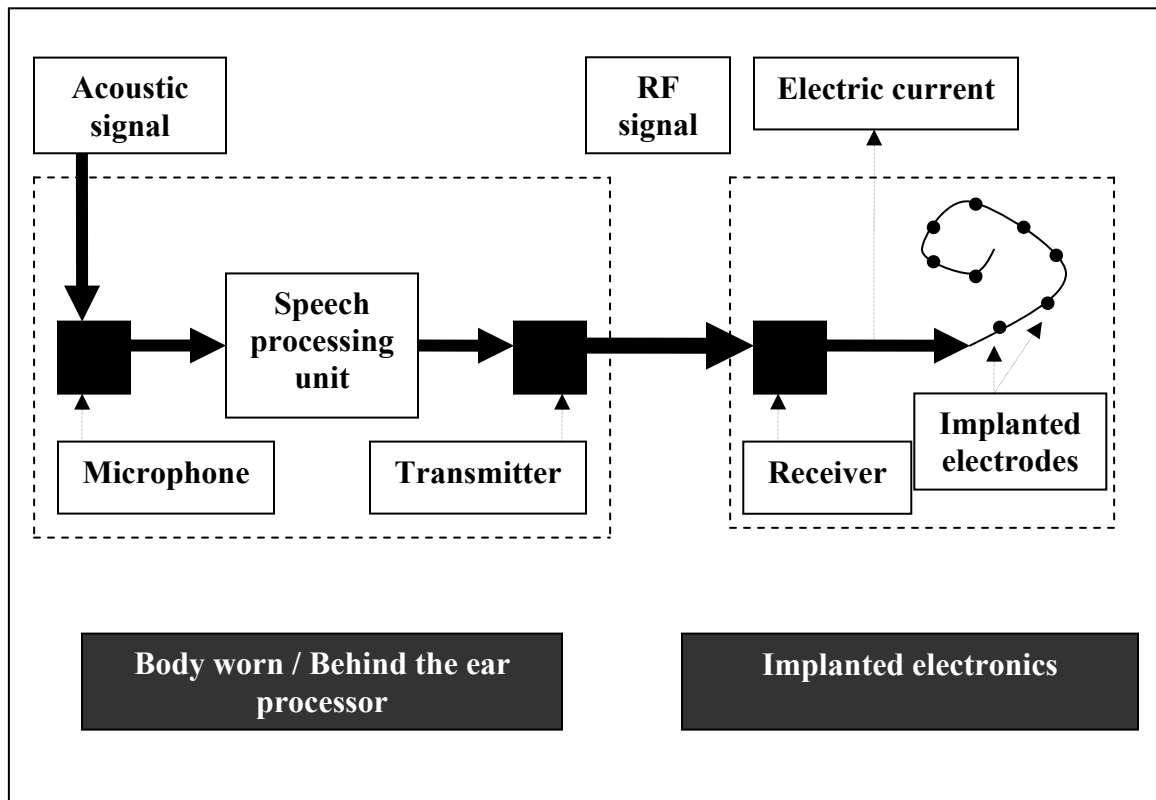 Acoustic
signal
RF
signal
Electric current
Speech
processing
unit
Microphone
Transmitter
Receiver
Implanted
electrodes
Body worn / Behind the ear
processor
Implanted electronics